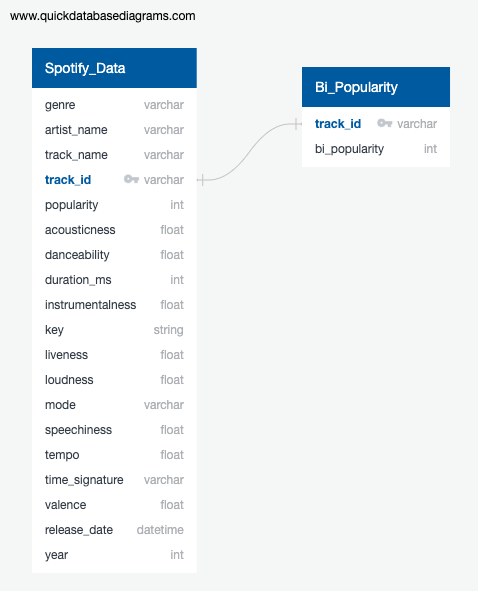 www.quickdatabasediagrams.com
Spotify_Data
genre varchar
artist_name varchar
track_name varchar
track_id varchar
popularity int
acousticness float
danceability float
duration_ms int
instrumentalness float
key string
liveness float
loudness float
mode varchar
speechiness float
tempo float
time_signature varchar
valence float
release_date datetime
year int
Bi_Popularity
track_id varchar
bi_popularity int